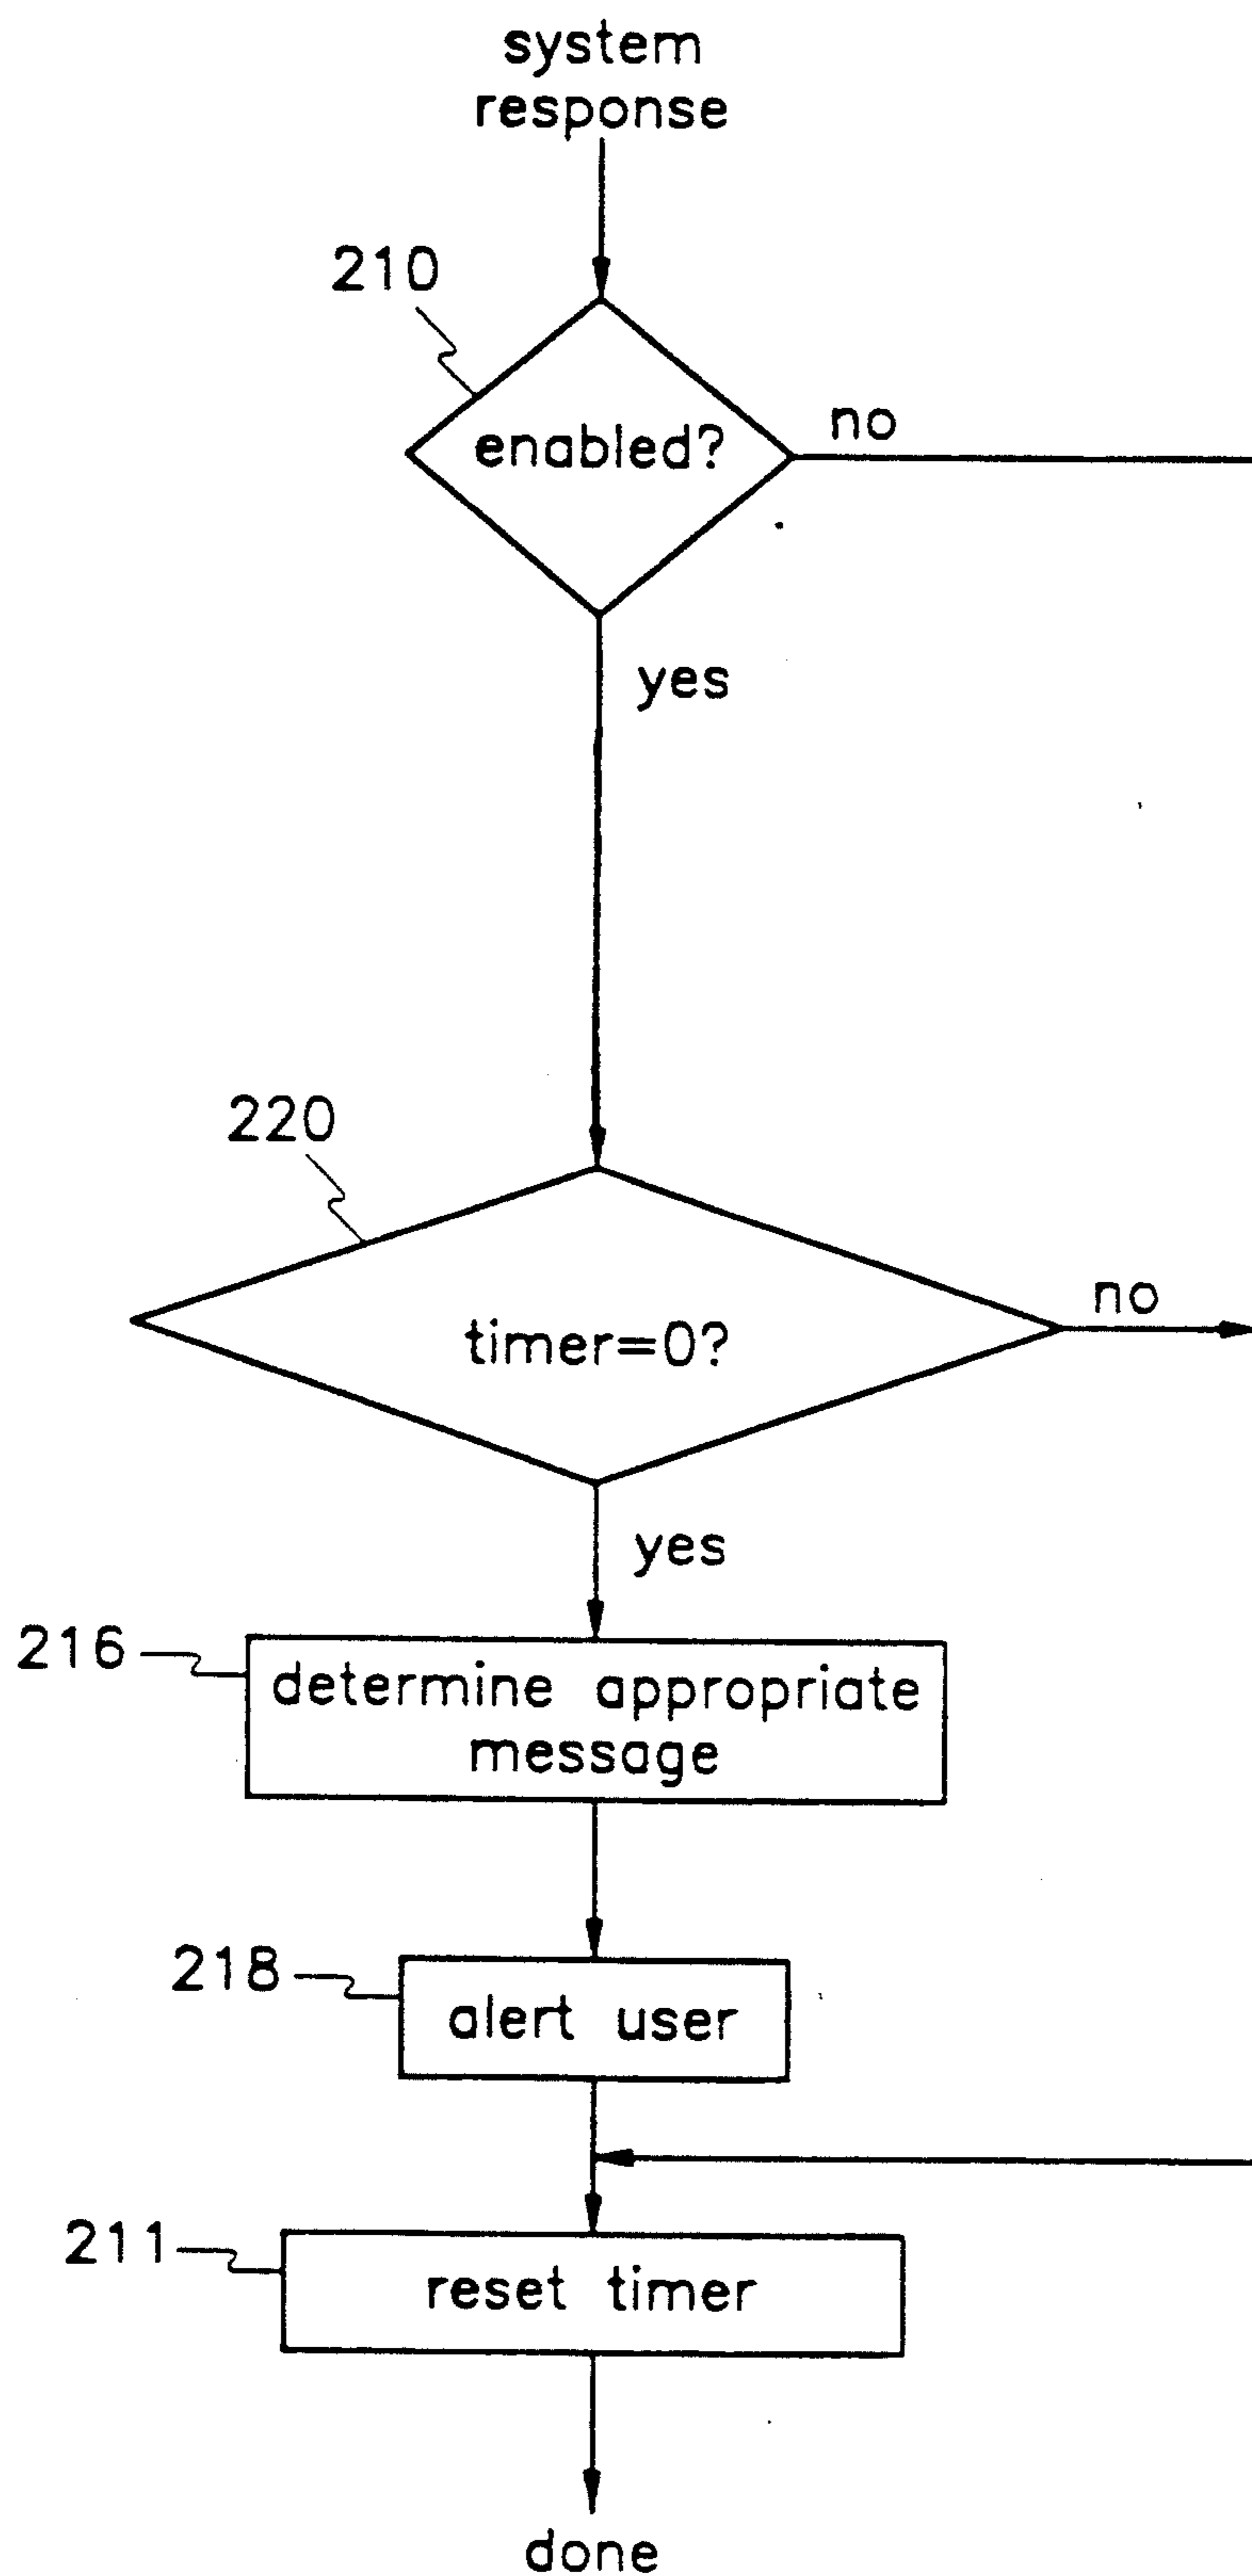 system
response
210
enabled?
no
yes
220
timer=0?
no
yes
216
determine appropriate
message
218
alert user
211
reset timer
done